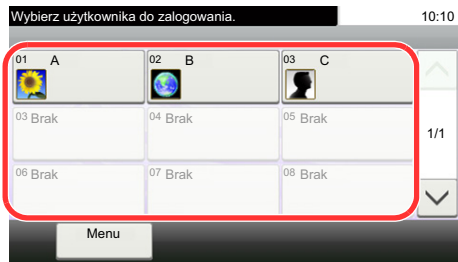 Wybierz użytkownika do zalogowania. 10:10
01 A 02 B 03 C
03 Brak 04 Brak 05 Brak
1/1
06 Brak 07 Brak 08 Brak
Menu